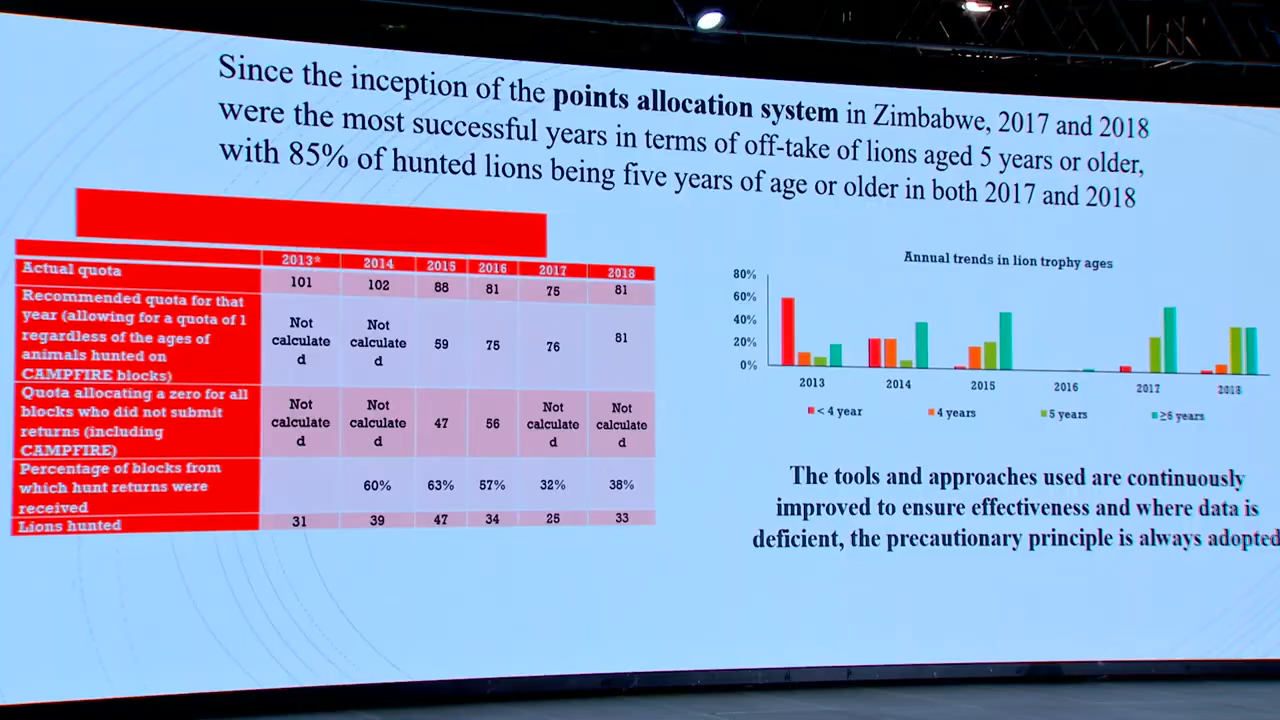 Since the inception of the points allocation system in Zimbabwe, 2017 and 2018
were the most successful years in terms of off-take of lions aged 5 years or older,
with 85% of hunted lions being five years of age or older in both 2017 and 2018
2013* 2014 2015 2016 2017 2018
Actual quota 101 102 88 81 75 81
Recommended quota for that
year (allowing for a quota of 1
regardless of the ages of
animals hunted on
CAMPFIRE blocks)
Not
calculate
d
Not
calculate
d
59 75 76 81
Quota allocating a zero for all
blocks who did not submit
returns (including
CAMPFIRE)
Not
calculate
d
Not
calculate
d
47 56
Not
calculate
d
Not
calculate
d
Percentage of blocks from
which hunt returns were
received
60% 63% 57% 32% 38%
Lions hunted 31 39 47 34 25 33
Annual trends in lion trophy ages
80%
60%
40%
20%
0%
2013 2014 2015 2016 2017 2018
< 4 year 4 years 5 years ≥6 years
The tools and approaches used are continuously
improved to ensure effectiveness and where data is
deficient, the precautionary principle is always adopted